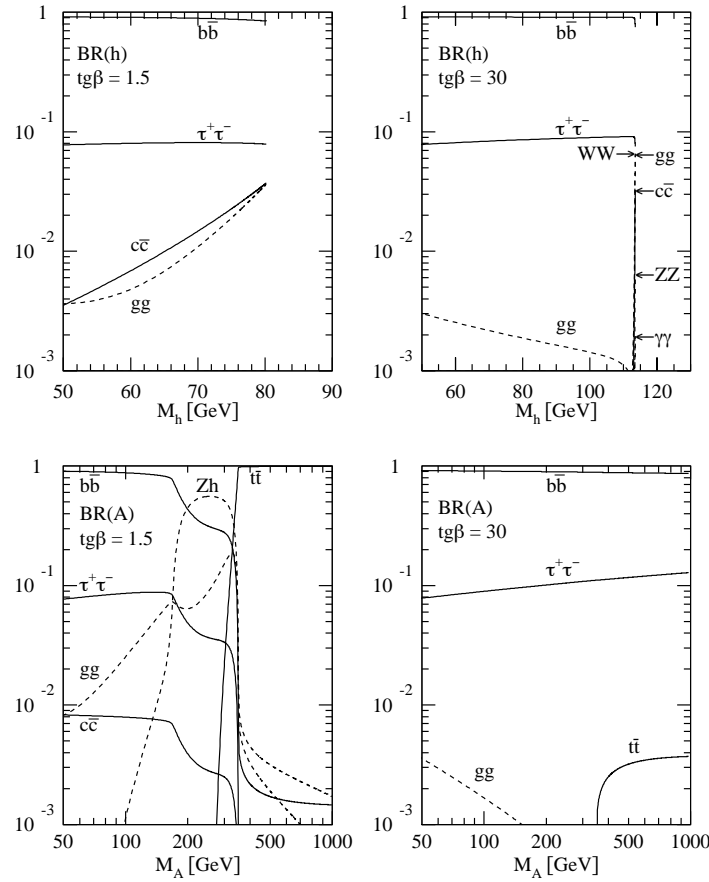 1
bb̄
BR(h)
tgβ = 1.5
10⁻¹
τ⁺τ⁻
10⁻²
cc̄
gg
10⁻³
50 60 70 80 90
M_h [GeV]
1
bb̄
BR(h)
tgβ = 30
10⁻¹
τ⁺τ⁻
WW
gg
cc̄
10⁻²
ZZ
gg
γγ
10⁻³
60 80 100 120
M_h [GeV]
1
bb̄
Zh
tt̄
BR(A)
tgβ = 1.5
10⁻¹
τ⁺τ⁻
gg
10⁻²
cc̄
10⁻³
50 100 200 500 1000
M_A [GeV]
1
bb̄
BR(A)
tgβ = 30
10⁻¹
τ⁺τ⁻
10⁻²
tt̄
gg
10⁻³
50 100 200 500 1000
M_A [GeV]